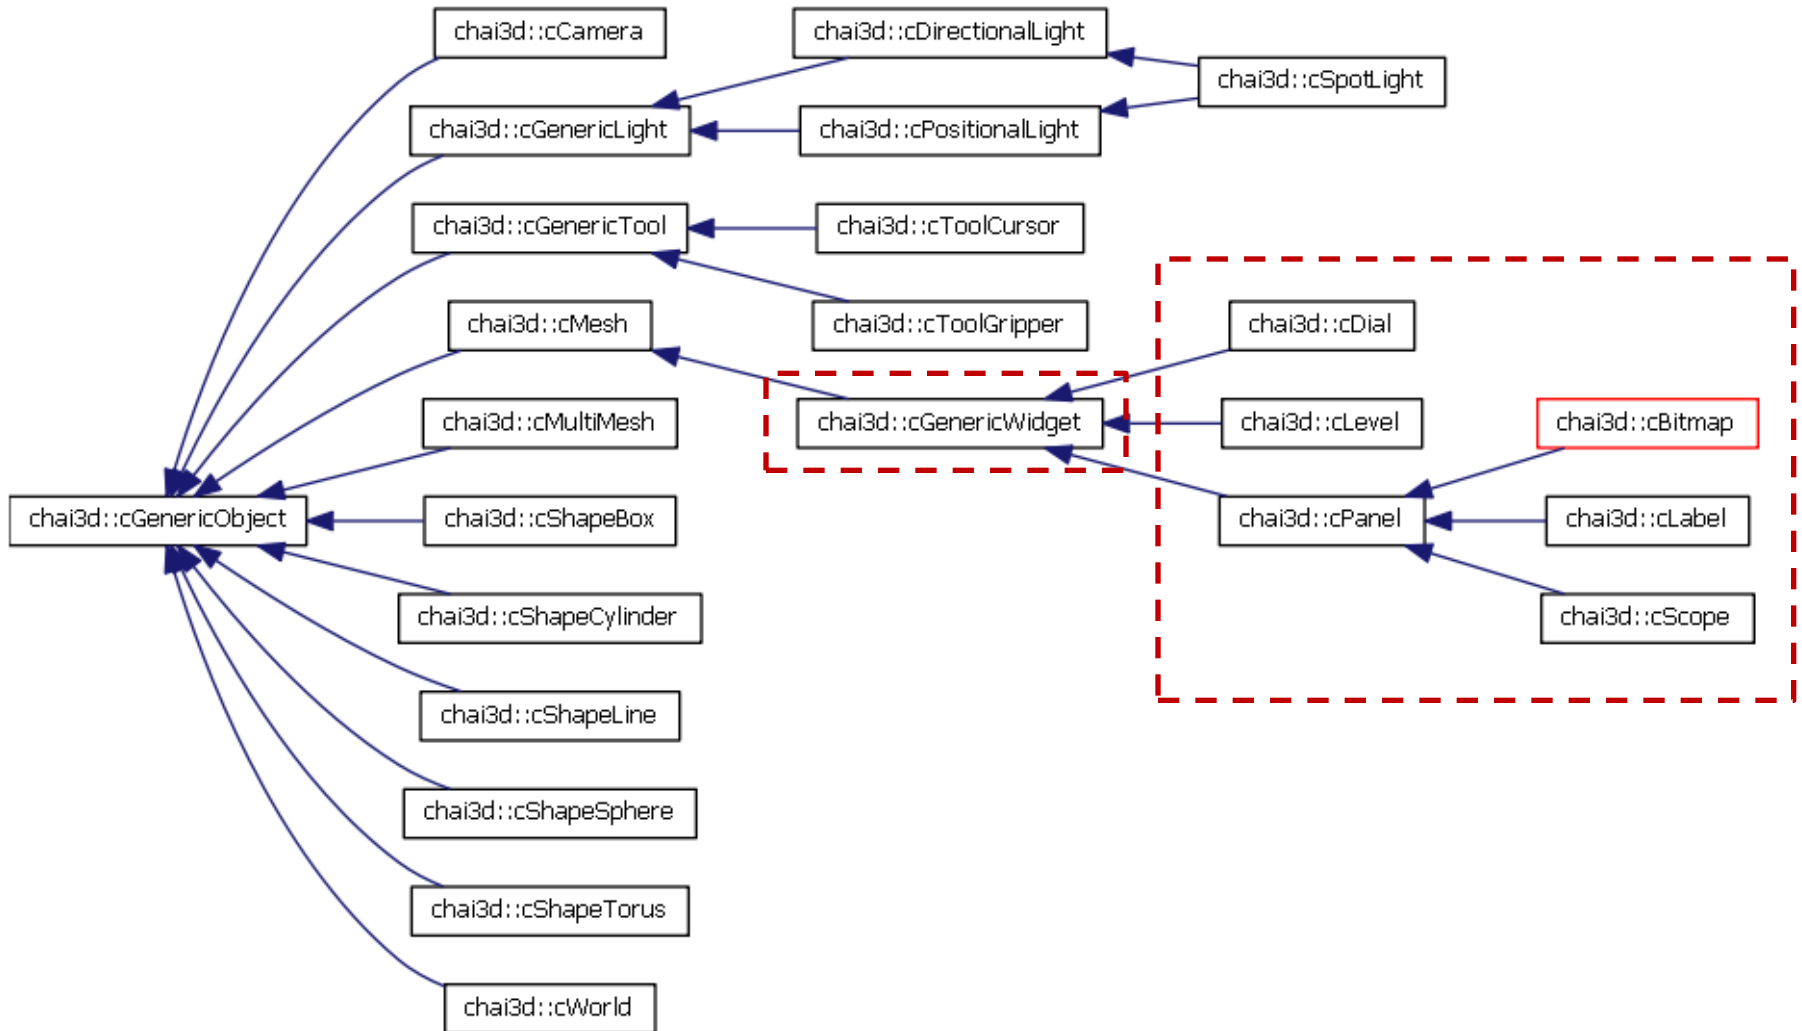 chai3d::cCamera
chai3d::cDirectionalLight
chai3d::cSpotLight
chai3d::cGenericLight
chai3d::cPositionalLight
chai3d::cGenericTool
chai3d::cToolCursor
chai3d::cMesh
chai3d::cToolGripper
chai3d::cDial
chai3d::cMultiMesh
chai3d::cGenericWidget
chai3d::cLevel
chai3d::cBitmap
chai3d::cGenericObject
chai3d::cShapeBox
chai3d::cPanel
chai3d::cLabel
chai3d::cShapeCylinder
chai3d::cScope
chai3d::cShapeLine
chai3d::cShapeSphere
chai3d::cShapeTorus
chai3d::cWorld